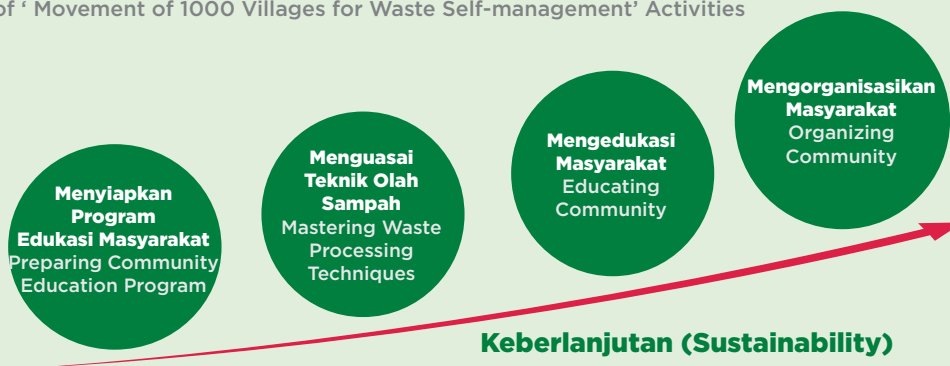 of ‘ Movement of 1000 Villages for Waste Self-management’ Activities
Menyiapkan
Program
Edukasi Masyarakat
Preparing Community
Education Program
Menguasai
Teknik Olah
Sampah
Mastering Waste
Processing
Techniques
Mengedukasi
Masyarakat
Educating
Community
Mengorganisasikan
Masyarakat
Organizing
Community
Keberlanjutan (Sustainability)